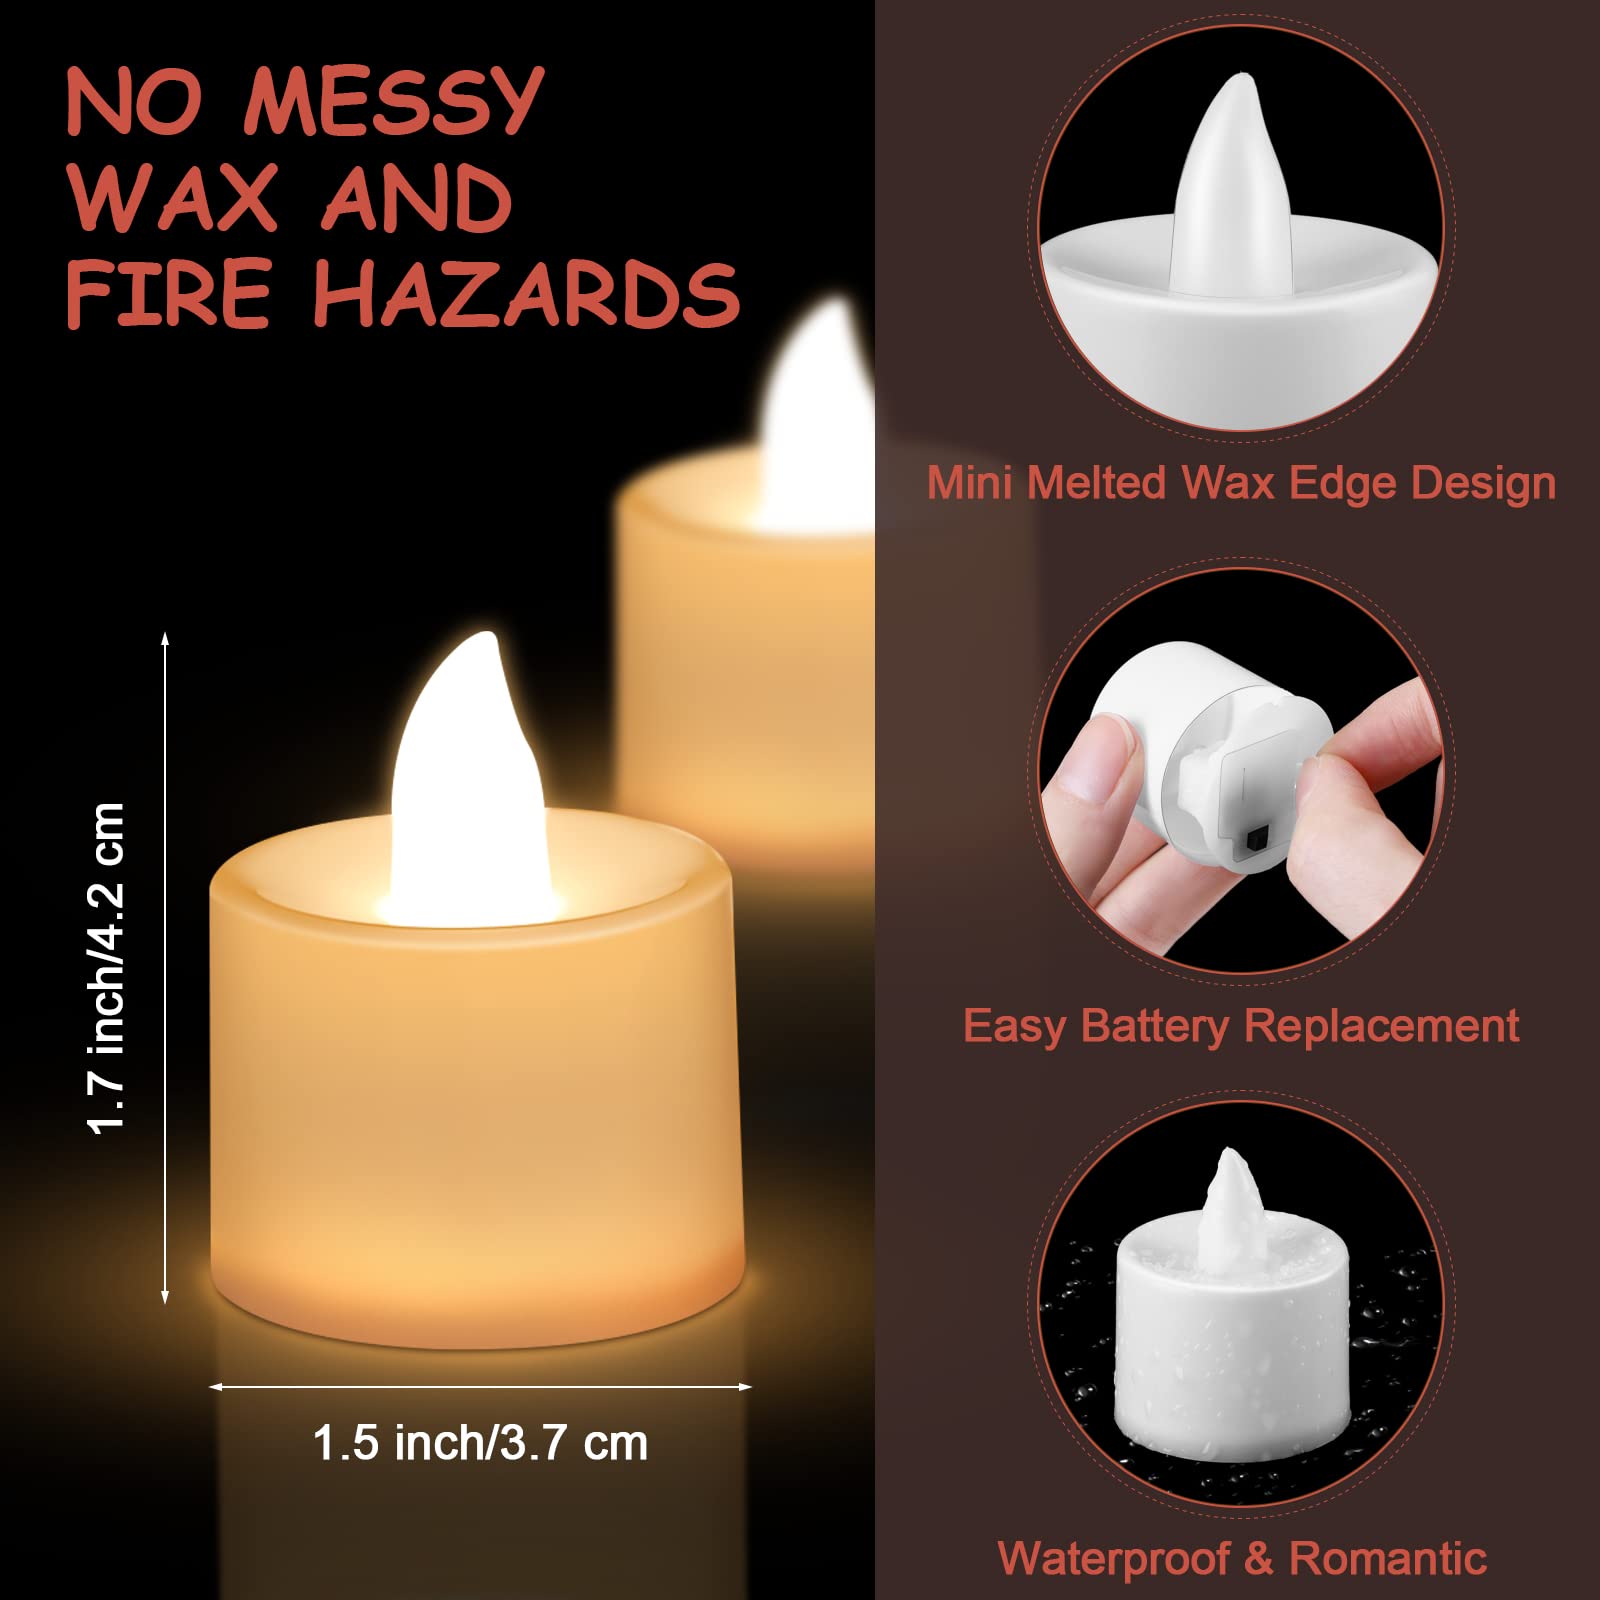 NO MESSY
WAX AND
FIRE HAZARDS
1.7 inch/4.2 cm
1.5 inch/3.7 cm
Mini Melted Wax Edge Design
Easy Battery Replacement
Waterproof & Romantic